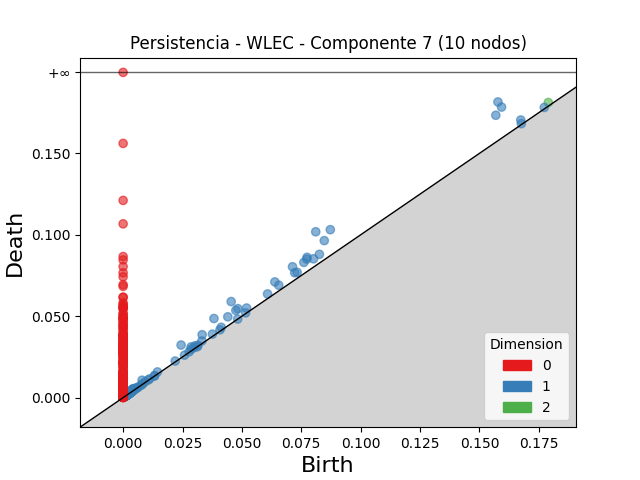 Persistencia - WLEC - Componente 7 (10 nodos)
+∞
0.150
0.100
0.050
0.000
Death
0.000 0.025 0.050 0.075 0.100 0.125 0.150 0.175
Birth
Dimension
0
1
2